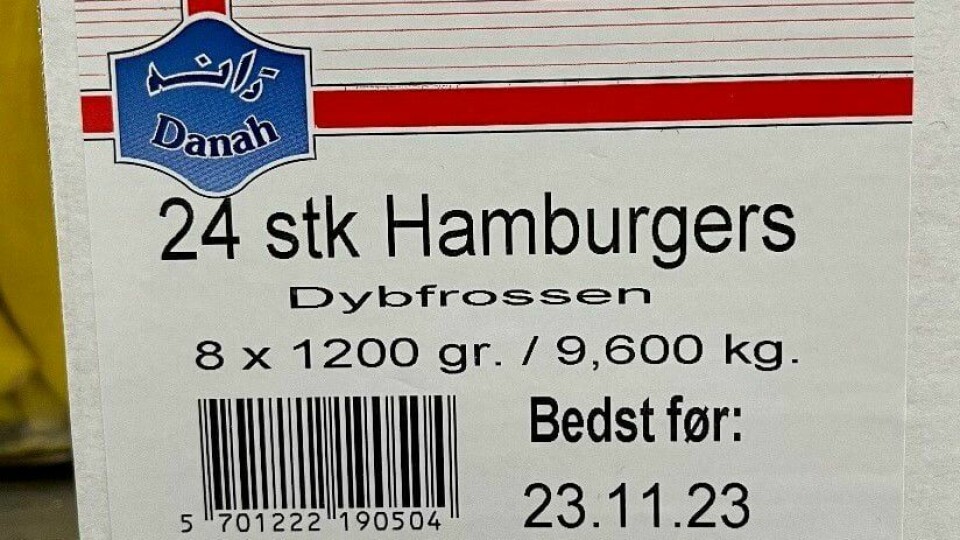 دانه
Danah
24 stk Hamburgers
Dybfrossen
8 x 1200 gr. / 9,600 kg.
Bedst før:
23.11.23
5 701222 190504